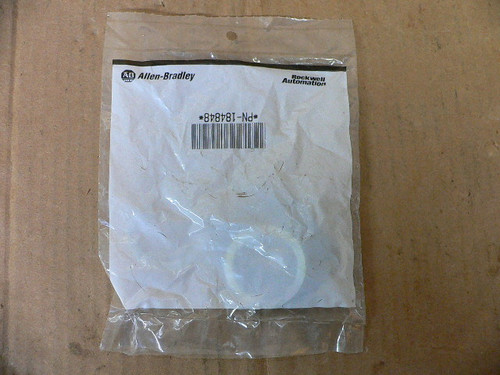 AB Allen-Bradley
Rockwell
Automation
*PN-184848*